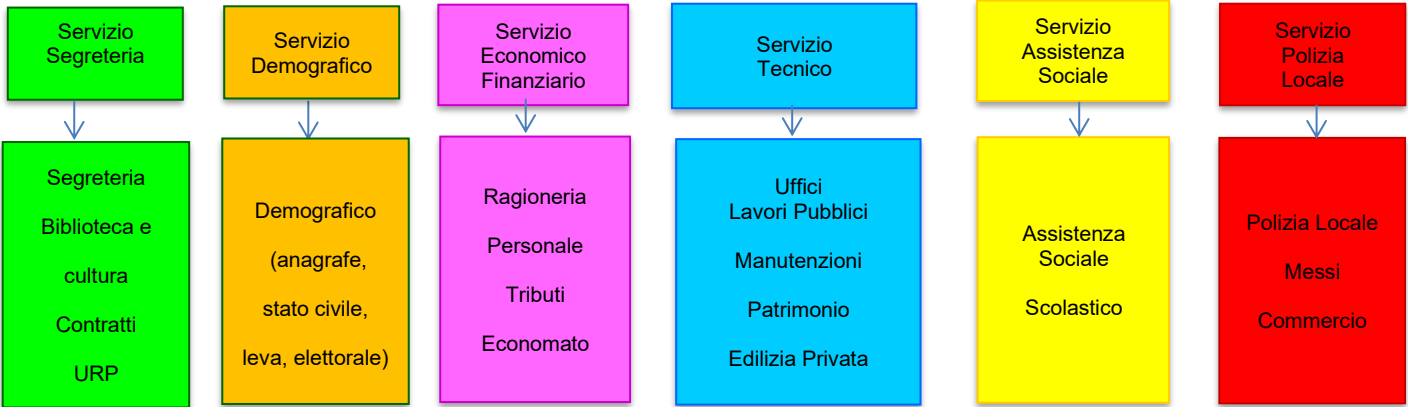 Servizio
Segreteria
Servizio
Demografico
Servizio
Economico
Finanziario
Servizio
Tecnico
Servizio
Assistenza
Sociale
Servizio
Polizia
Locale
Segreteria
Biblioteca e
cultura
Contratti
URP
Demografico
(anagrafe,
stato civile,
leva, elettorale)
Ragioneria
Personale
Tributi
Economato
Uffici
Lavori Pubblici
Manutenzioni
Patrimonio
Edilizia Privata
Assistenza
Sociale
Scolastico
Polizia Locale
Messi
Commercio